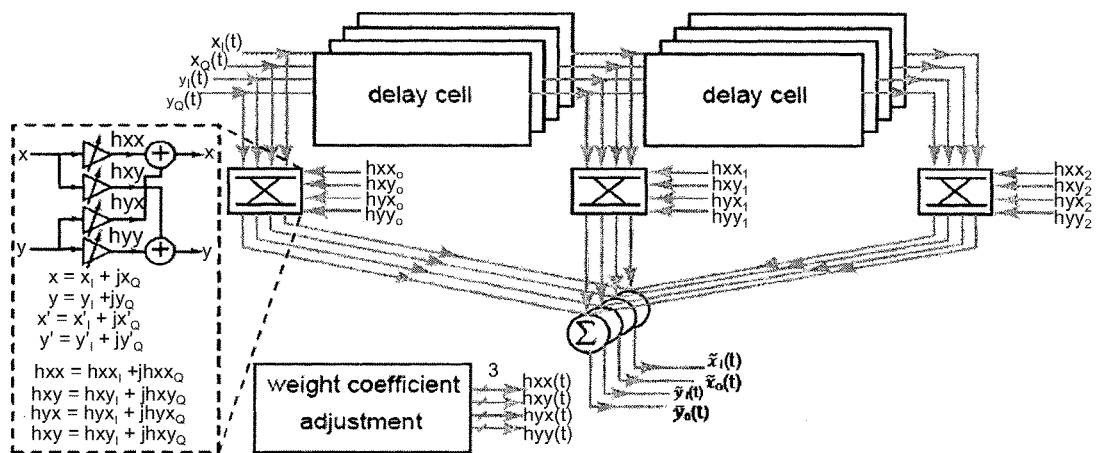 x_I(t)
x_Q(t)
y_I(t)
y_Q(t)
delay cell
delay cell
hxx_o
hxy_o
hyx_o
hyy_o
hxx_1
hxy_1
hyx_1
hyy_1
hxx_2
hxy_2
hyx_2
hyy_2
x
hxx
x
hxy
hyx
y
hyy
y
x = x_I + jx_Q
y = y_I +jy_Q
x' = x'_I + jx'_Q
y' = y'_I + jy'_Q
hxx = hxx_I +jhxx_Q
hxy = hxy_I + jhxy_Q
hyx = hyx_I + jhyx_Q
hxy = hxy_I + jhxy_Q
Σ
x̃_I(t)
x̃_Q(t)
ỹ_I(t)
ỹ_Q(t)
weight coefficient
adjustment
3
hxx(t)
hxy(t)
hyx(t)
hyy(t)